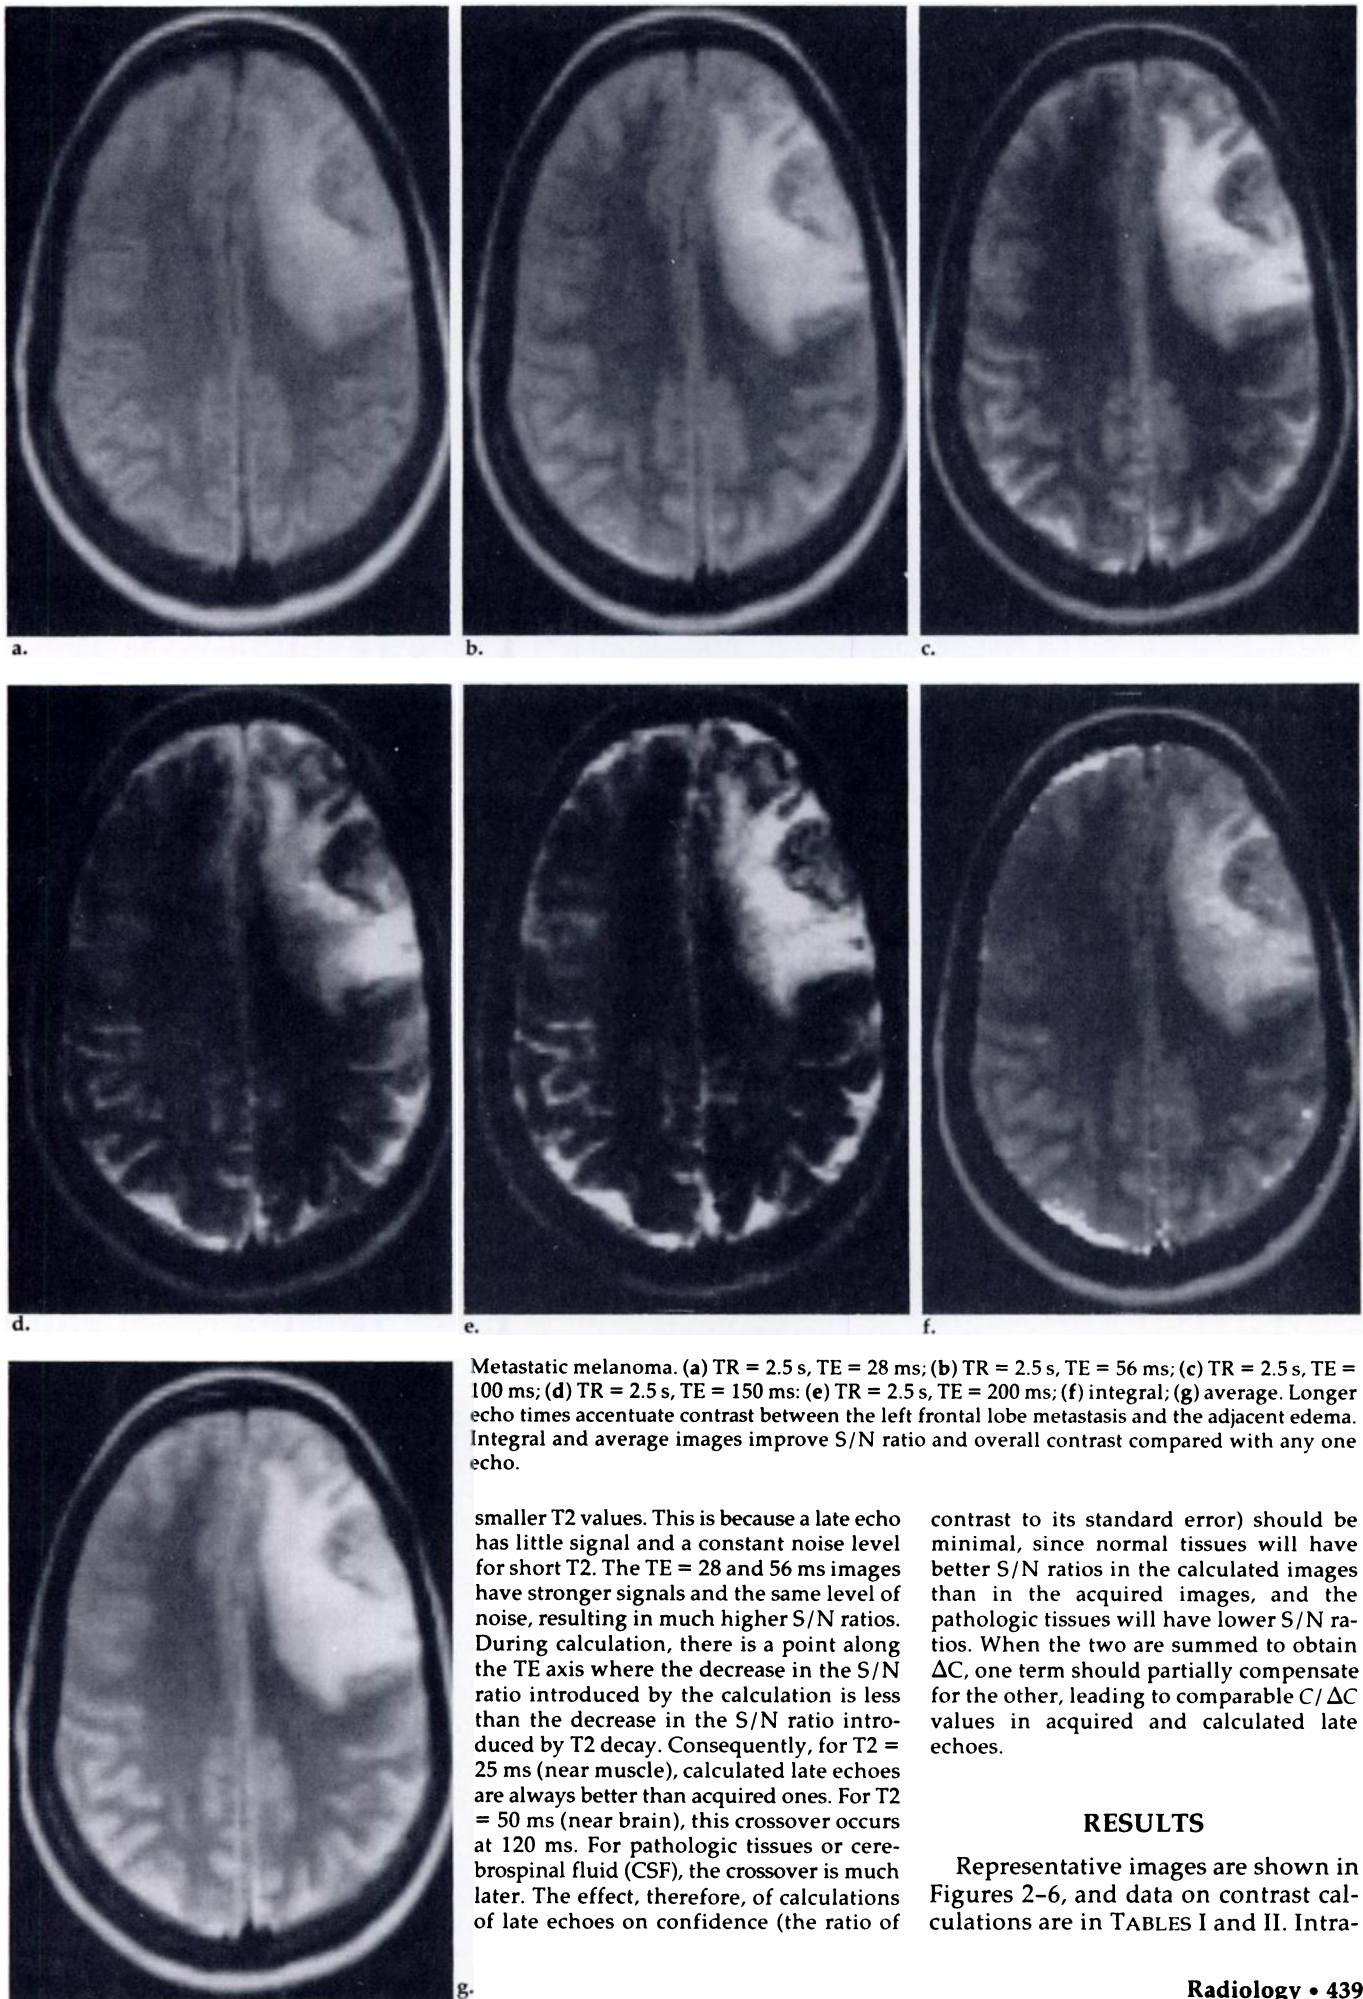 a.
b.
c.
d.
e.
f.
Metastatic melanoma. (a) TR = 2.5 s, TE = 28 ms; (b) TR = 2.5 s, TE = 56 ms; (c) TR = 2.5 s, TE =
100 ms; (d) TR = 2.5 s, TE = 150 ms: (e) TR = 2.5 s, TE = 200 ms; (f) integral; (g) average. Longer
echo times accentuate contrast between the left frontal lobe metastasis and the adjacent edema.
Integral and average images improve S/N ratio and overall contrast compared with any one
echo.
g.
smaller T2 values. This is because a late echo
has little signal and a constant noise level
for short T2. The TE = 28 and 56 ms images
have stronger signals and the same level of
noise, resulting in much higher S/N ratios.
During calculation, there is a point along
the TE axis where the decrease in the S/N
ratio introduced by the calculation is less
than the decrease in the S/N ratio intro-
duced by T2 decay. Consequently, for T2 =
25 ms (near muscle), calculated late echoes
are always better than acquired ones. For T2
= 50 ms (near brain), this crossover occurs
at 120 ms. For pathologic tissues or cere-
brospinal fluid (CSF), the crossover is much
later. The effect, therefore, of calculations
of late echoes on confidence (the ratio of
contrast to its standard error) should be
minimal, since normal tissues will have
better S/N ratios in the calculated images
than in the acquired images, and the
pathologic tissues will have lower S/N ra-
tios. When the two are summed to obtain
ΔC, one term should partially compensate
for the other, leading to comparable C/ΔC
values in acquired and calculated late
echoes.
RESULTS
Representative images are shown in
Figures 2–6, and data on contrast cal-
culations are in TABLES I and II. Intra-
Radiology • 439